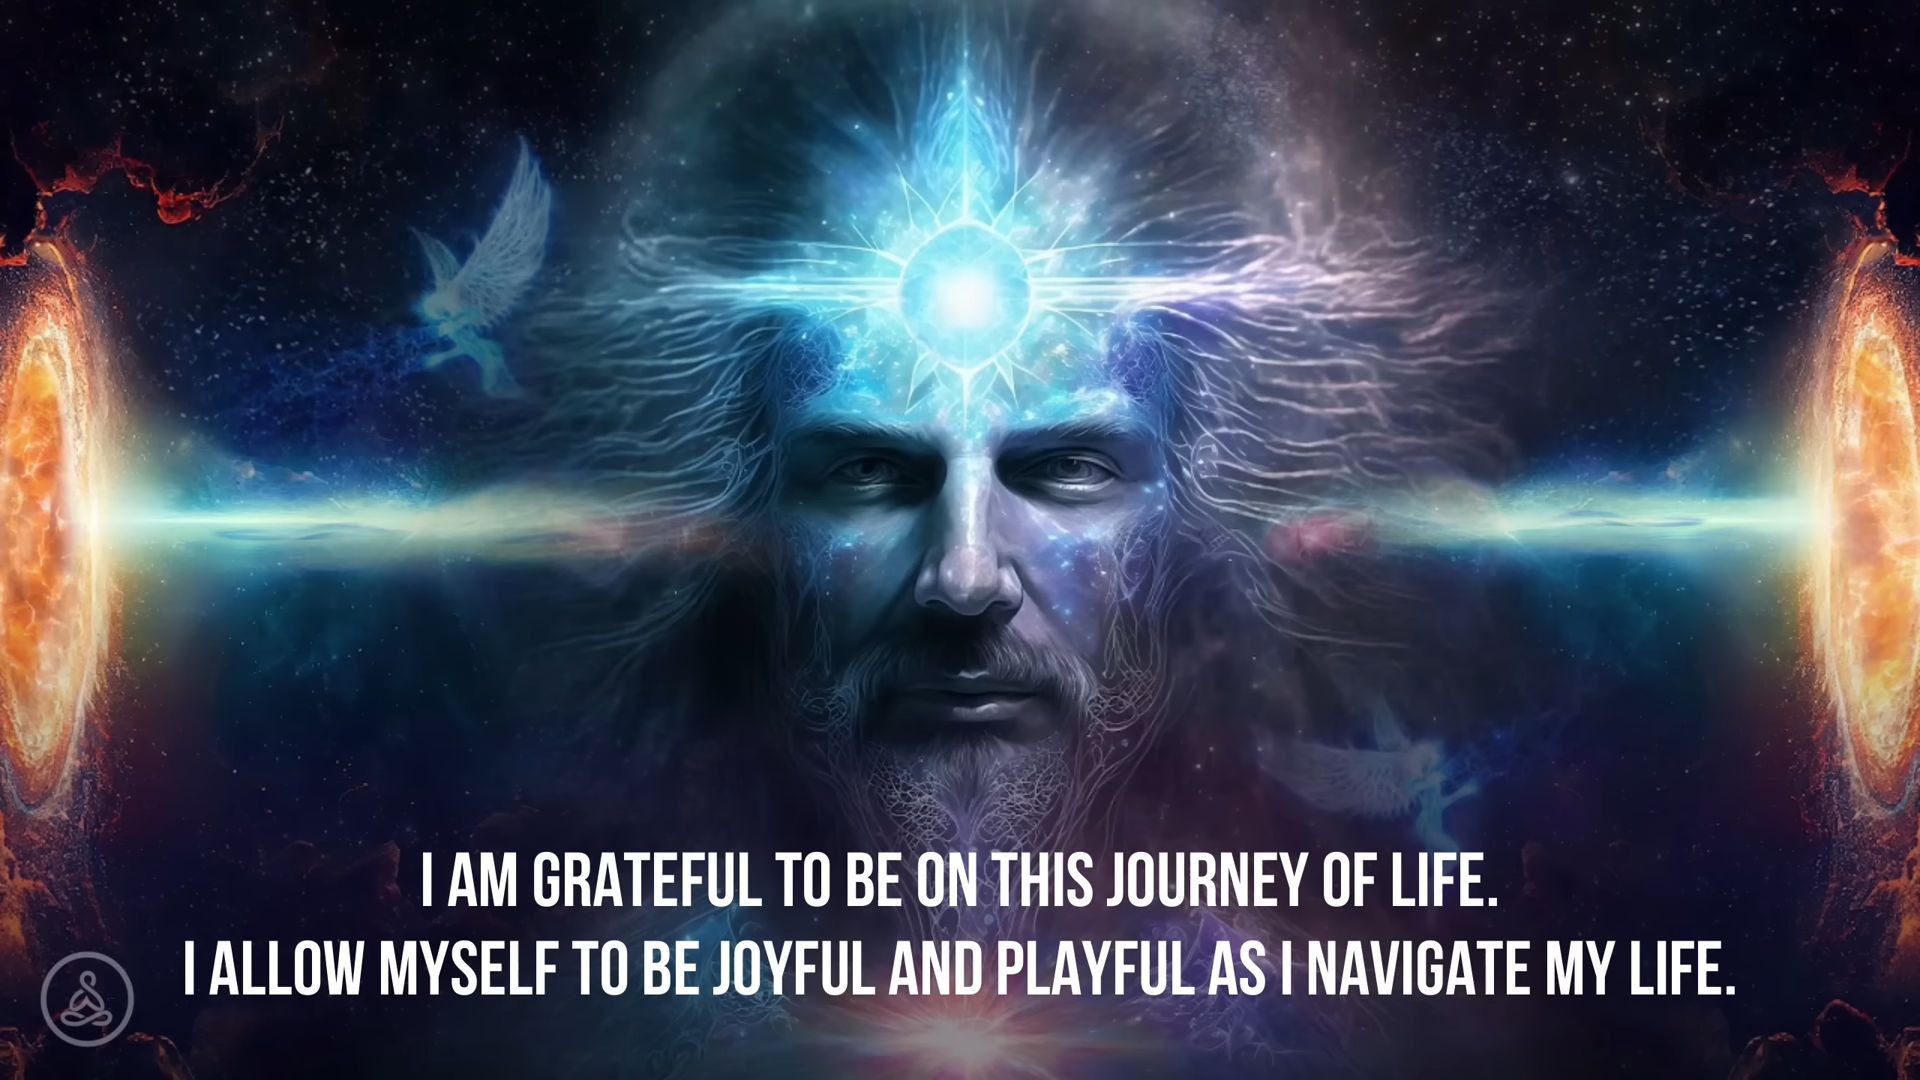 I AM GRATEFUL TO BE ON THIS JOURNEY OF LIFE.
I ALLOW MYSELF TO BE JOYFUL AND PLAYFUL AS I NAVIGATE MY LIFE.